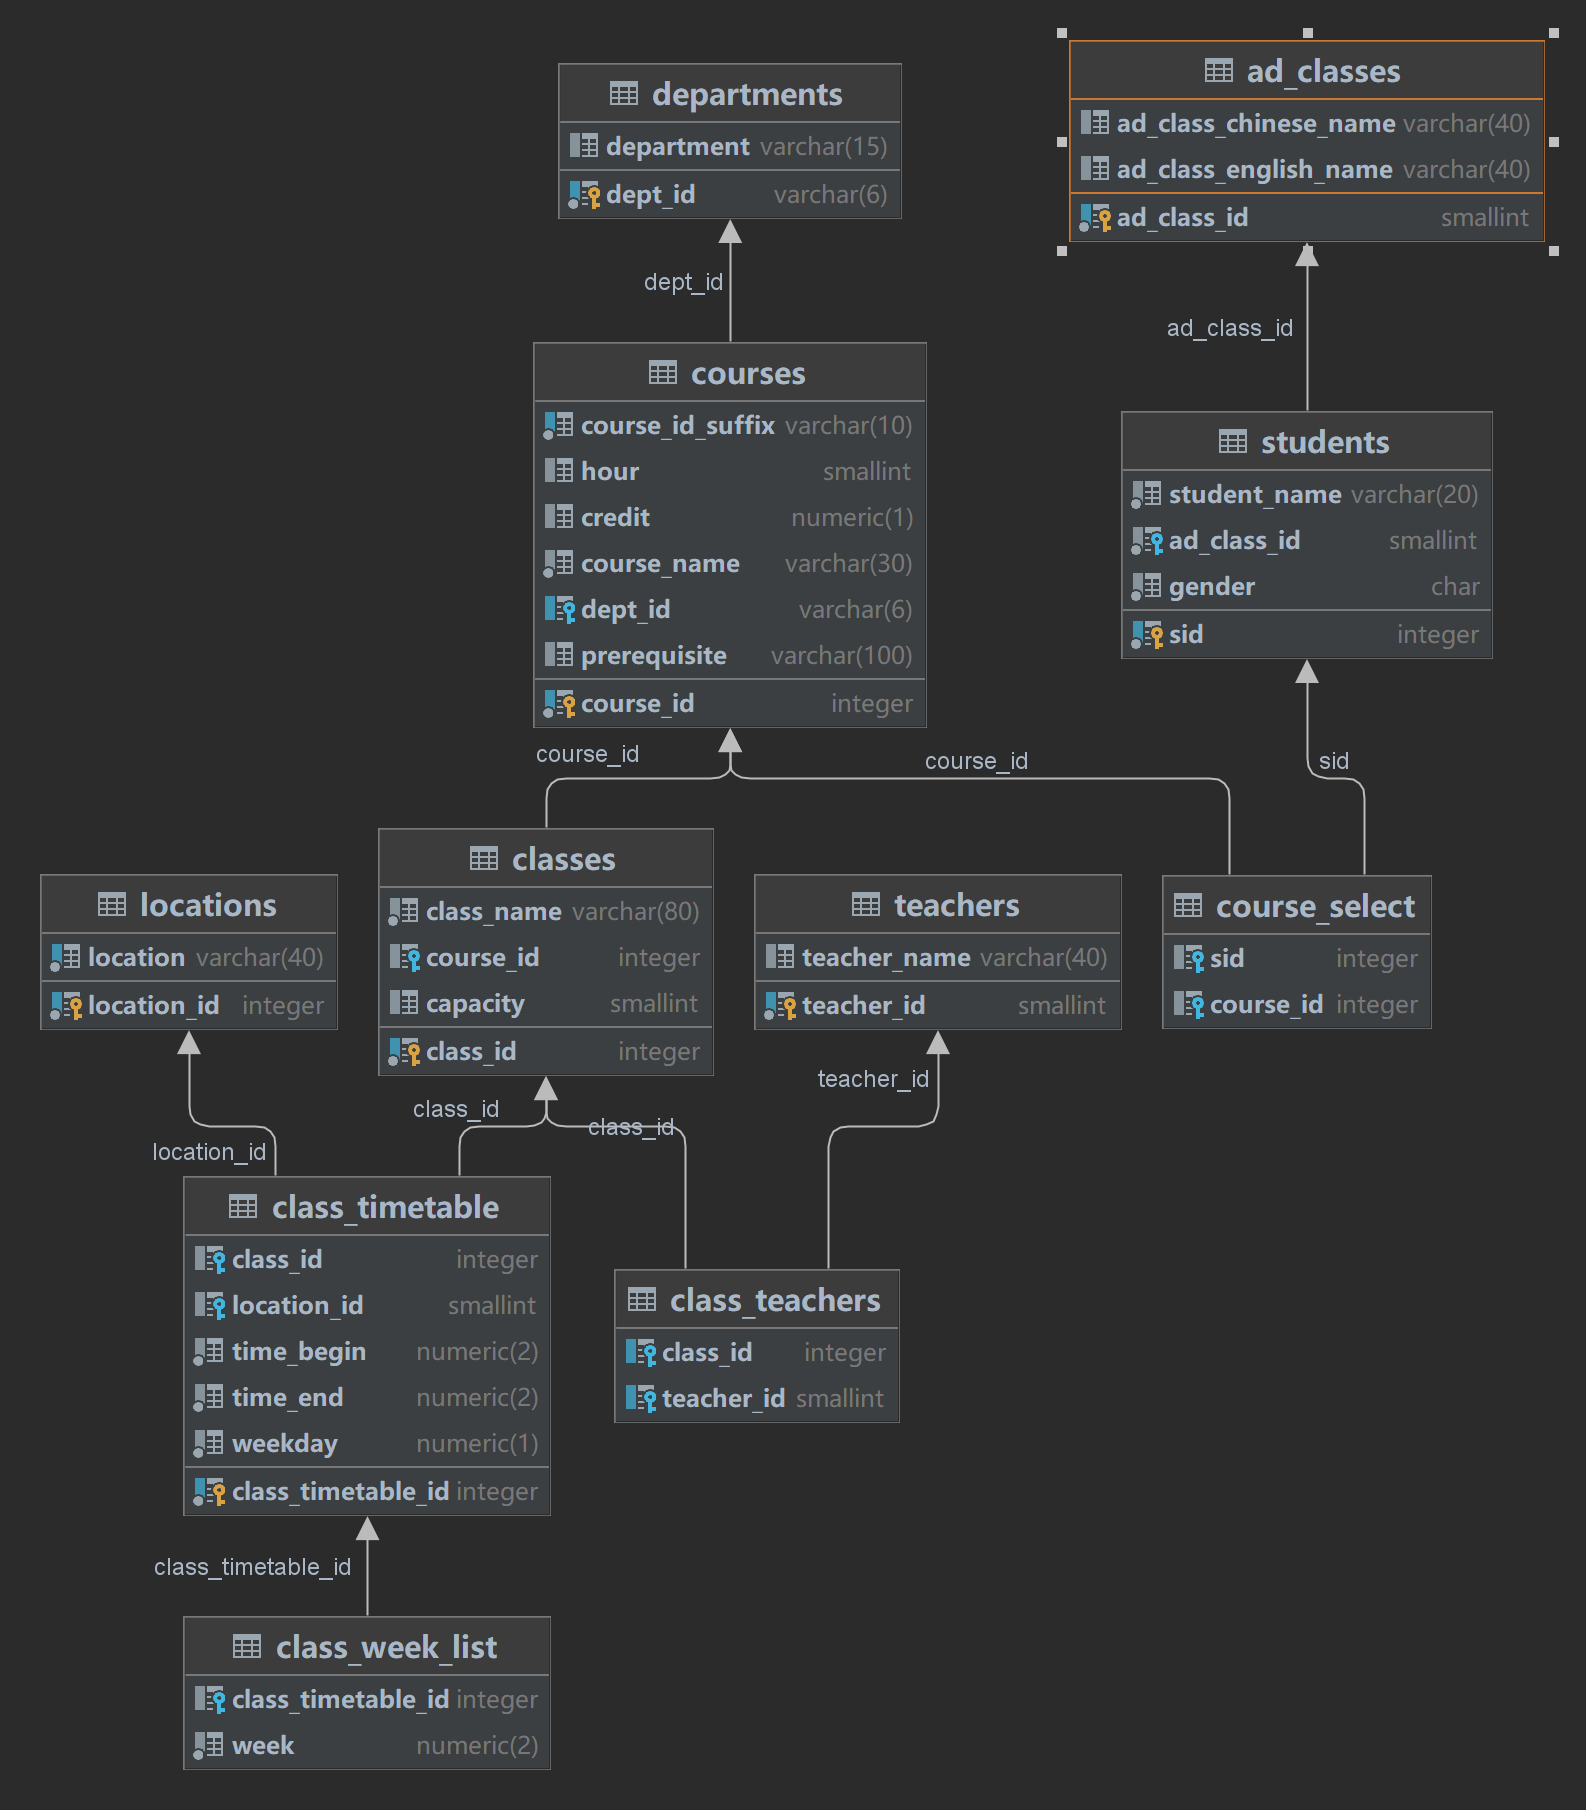 departments
department varchar(15)
dept_id varchar(6)
ad_classes
ad_class_chinese_name varchar(40)
ad_class_english_name varchar(40)
ad_class_id smallint
dept_id
ad_class_id
courses
course_id_suffix varchar(10)
hour smallint
credit numeric(1)
course_name varchar(30)
dept_id varchar(6)
prerequisite varchar(100)
course_id integer
students
student_name varchar(20)
ad_class_id smallint
gender char
sid integer
course_id
course_id
sid
locations
location varchar(40)
location_id integer
classes
class_name varchar(80)
course_id integer
capacity smallint
class_id integer
teachers
teacher_name varchar(40)
teacher_id smallint
course_select
sid integer
course_id integer
location_id
class_id
class_id
teacher_id
class_timetable
class_id integer
location_id smallint
time_begin numeric(2)
time_end numeric(2)
weekday numeric(1)
class_timetable_id integer
class_teachers
class_id integer
teacher_id smallint
class_timetable_id
class_week_list
class_timetable_id integer
week numeric(2)